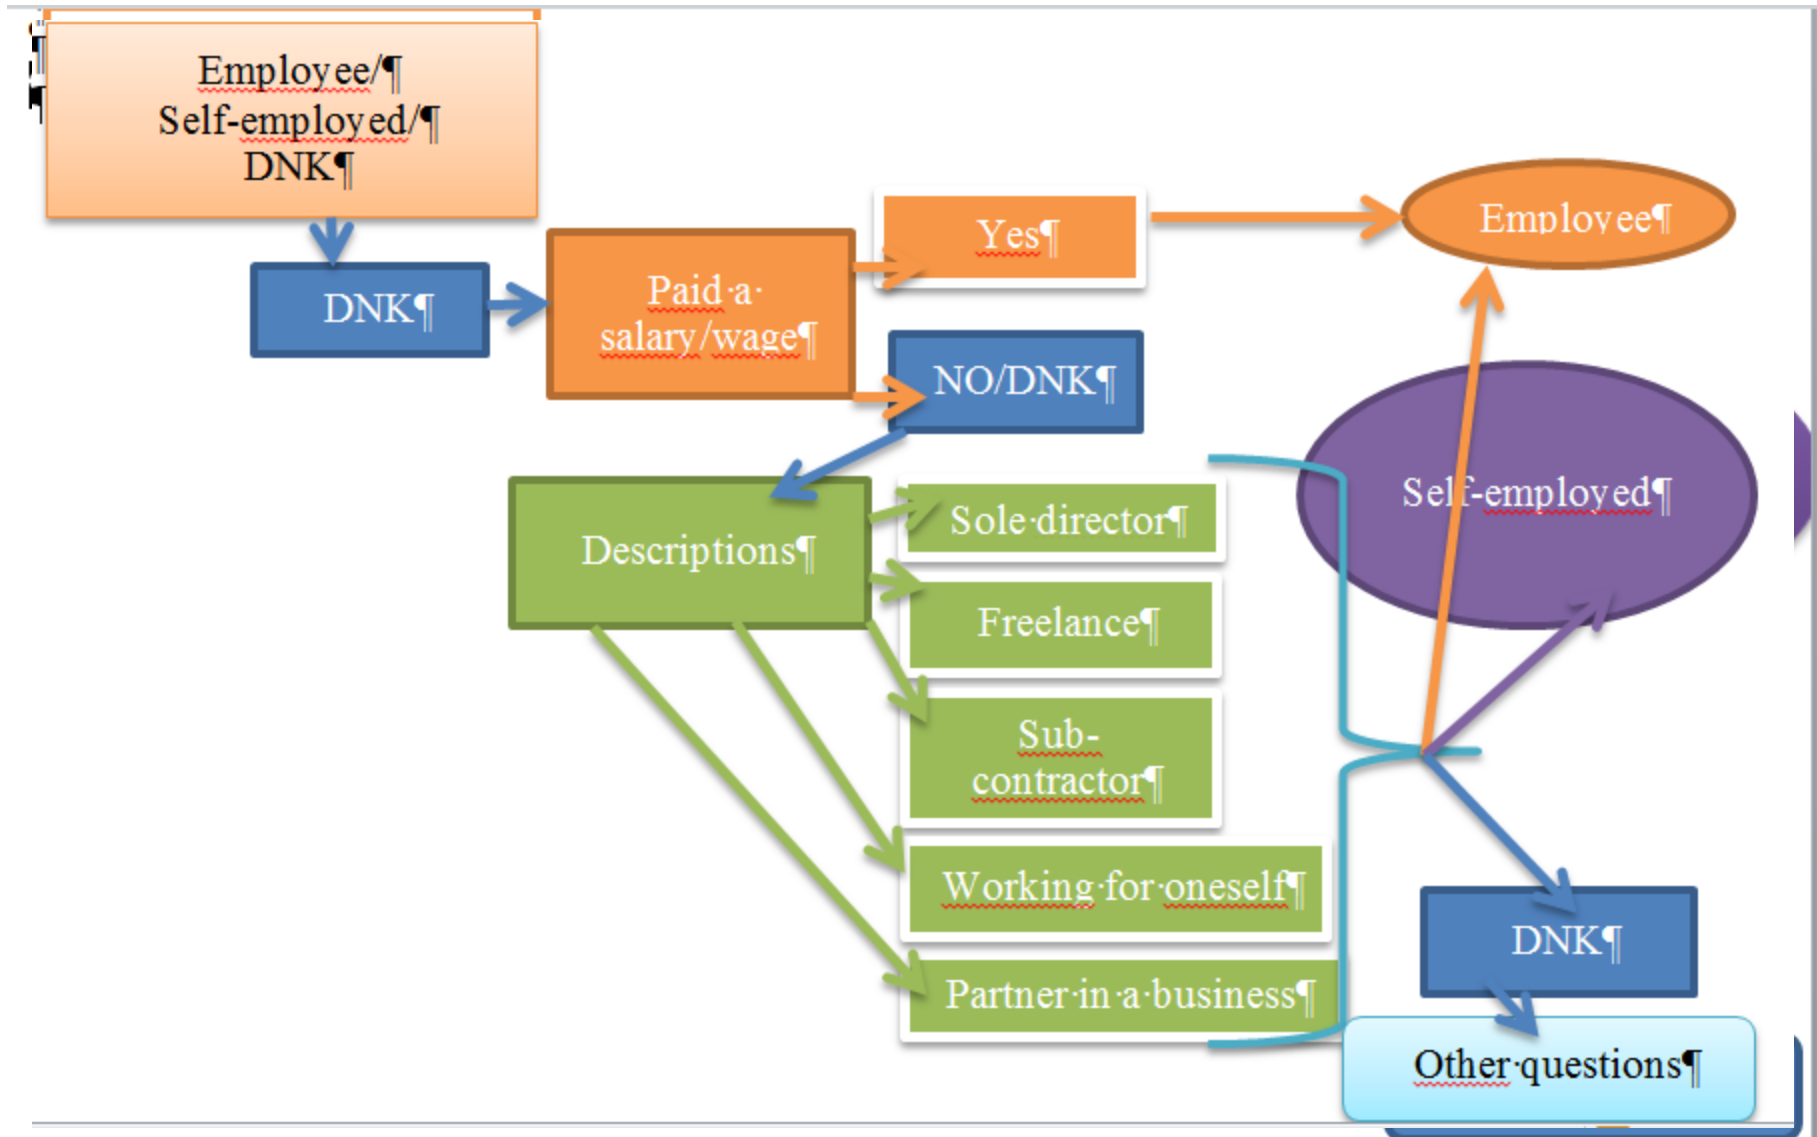 Employee/¶
Self-employed/¶
DNK¶
Yes¶
Employee¶
DNK¶
Paid·a·
salary/wage¶
NO/DNK¶
Self-employed¶
Descriptions¶
Sole·director¶
Freelance¶
Sub-
contractor¶
Working·for·oneself¶
Partner·in·a·business¶
DNK¶
Other·questions¶